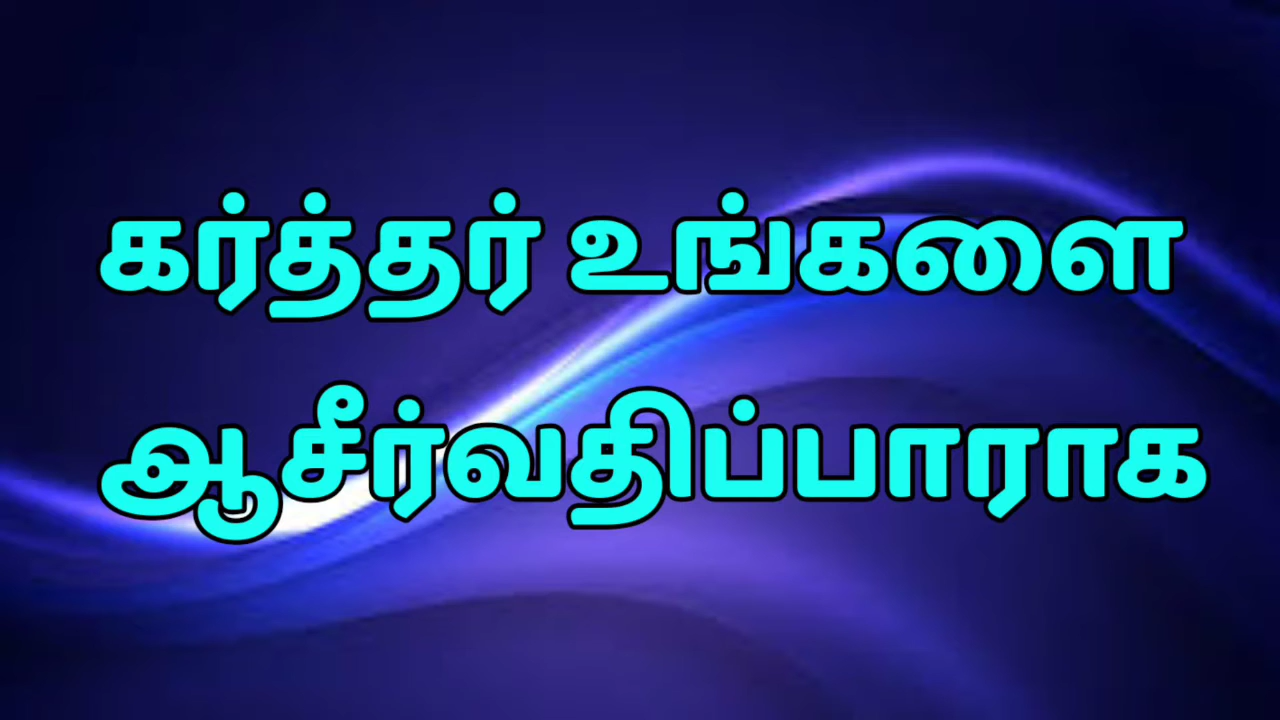 கர்த்தர் உங்களை
ஆசீர்வதிப்பாராக